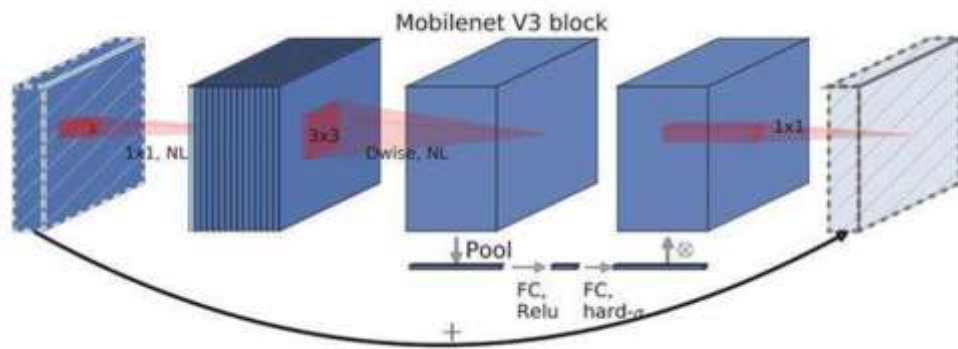 Mobilenet V3 block
1x1, NL
3x3
Dwise, NL
1x1
Pool
⊗
FC,
Relu
FC,
hard-σ
+